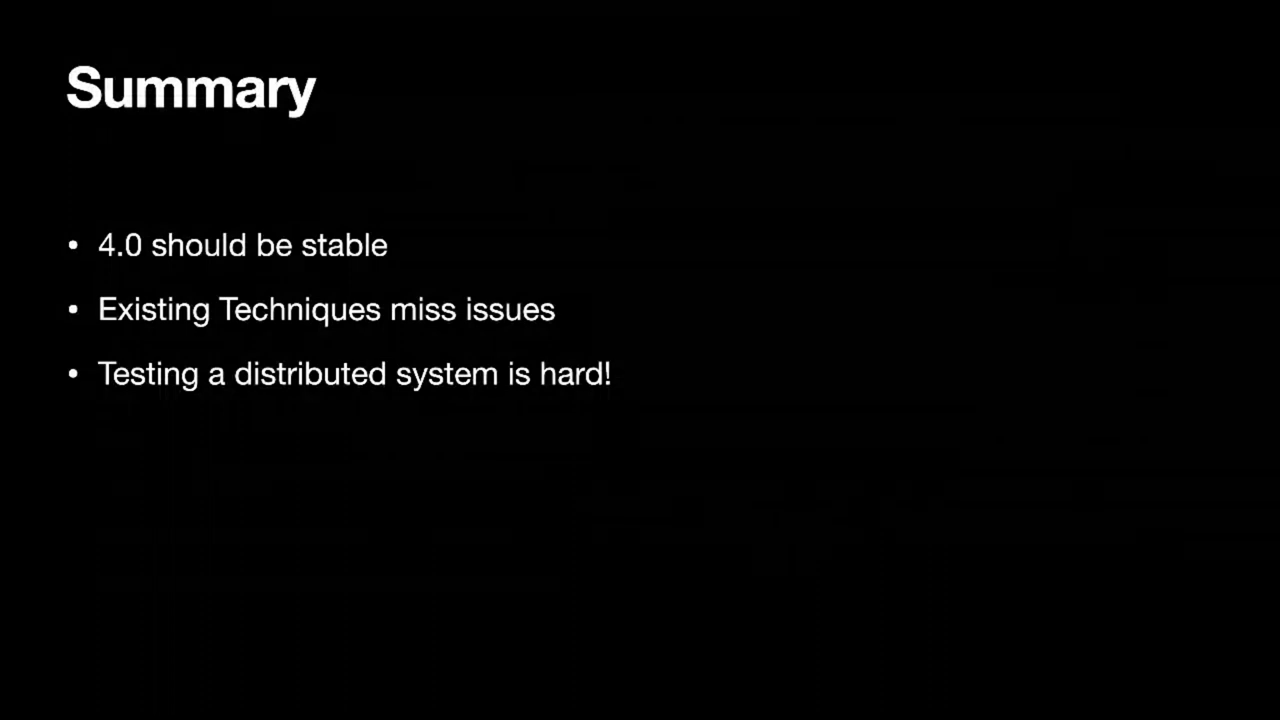 Summary
• 4.0 should be stable
• Existing Techniques miss issues
• Testing a distributed system is hard!